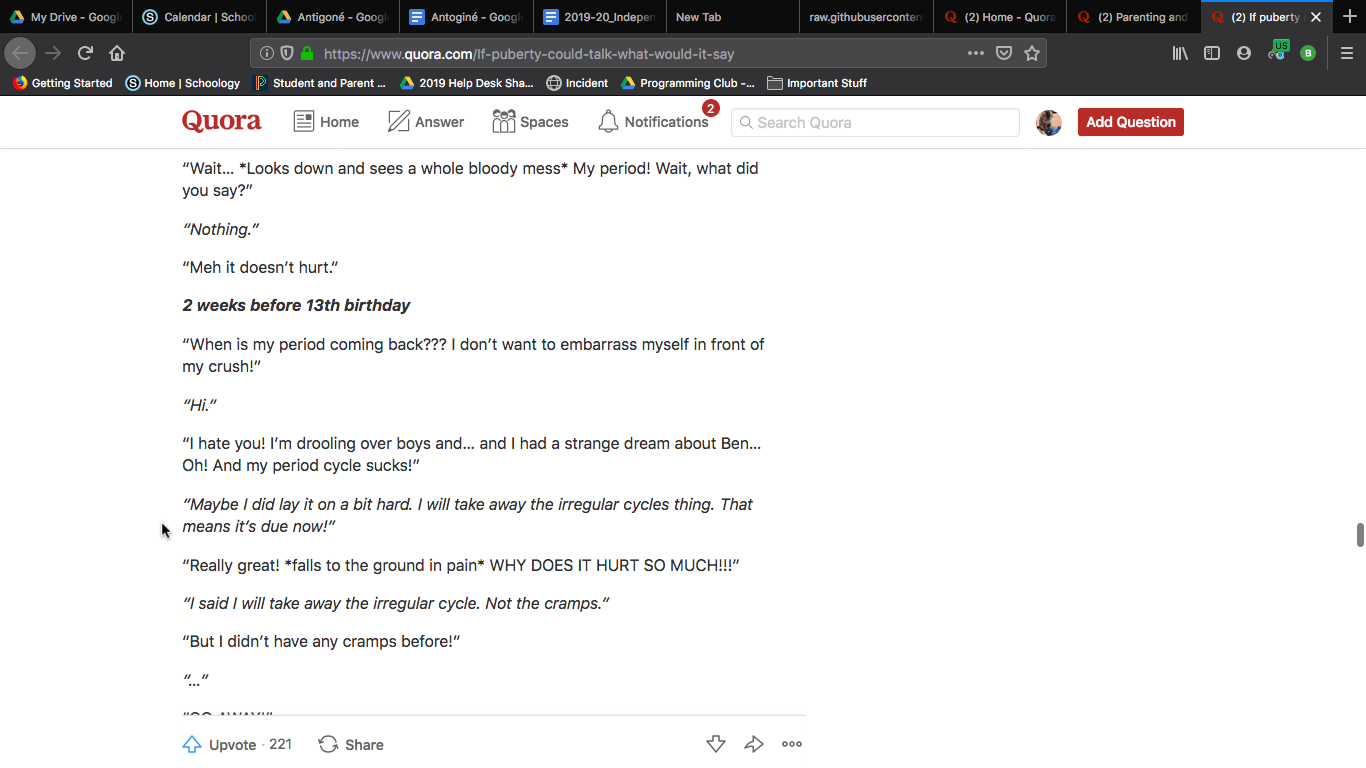 My Drive - Googl
Calendar | Schoo
Antigoné - Googl
Antoginé - Googl
2019-20_Indepen
New Tab
raw.githubuserconten
(2) Home - Quora
(2) Parenting and
(2) If puberty
https://www.quora.com/If-puberty-could-talk-what-would-it-say
US
B
Getting Started
Home | Schoology
Student and Parent ...
2019 Help Desk Sha...
Incident
Programming Club -...
Important Stuff
Quora
Home
Answer
Spaces
Notifications
2
Search Quora
Add Question
“Wait... *Looks down and sees a whole bloody mess* My period! Wait, what did
you say?”
“Nothing.”
“Meh it doesn’t hurt.”
2 weeks before 13th birthday
“When is my period coming back??? I don’t want to embarrass myself in front of
my crush!”
“Hi.”
“I hate you! I’m drooling over boys and... and I had a strange dream about Ben...
Oh! And my period cycle sucks!”
“Maybe I did lay it on a bit hard. I will take away the irregular cycles thing. That
means it’s due now!”
“Really great! *falls to the ground in pain* WHY DOES IT HURT SO MUCH!!!”
“I said I will take away the irregular cycle. Not the cramps.”
“But I didn’t have any cramps before!”
“...”
“GO AWAY!”
Upvote · 221
Share